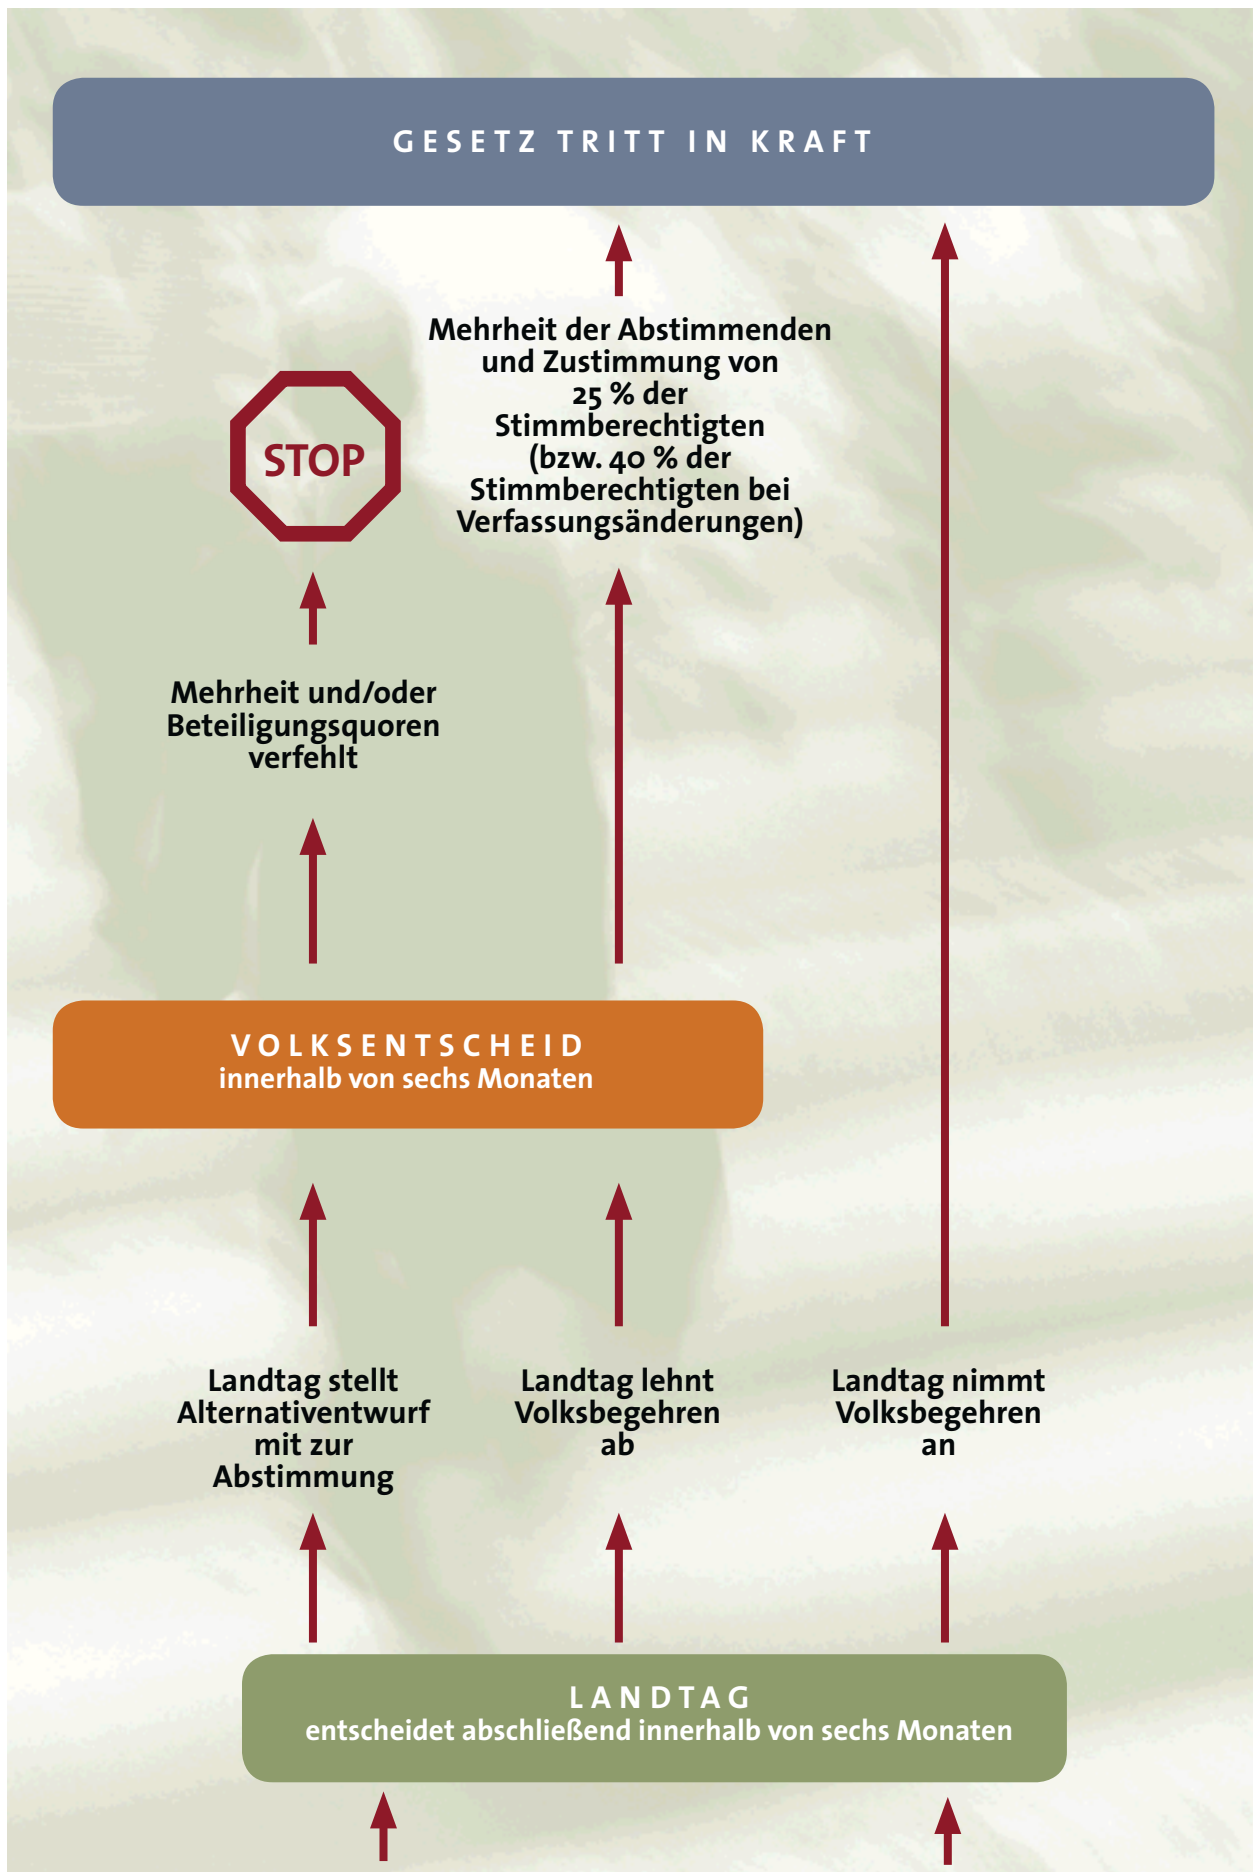 GESETZ TRITT IN KRAFT
Mehrheit der Abstimmenden
und Zustimmung von
25 % der
Stimmberechtigten
(bzw. 40 % der
Stimmberechtigten bei
Verfassungsänderungen)
STOP
Mehrheit und/oder
Beteiligungsquoren
verfehlt
VOLKSENTSCHEID
innerhalb von sechs Monaten
Landtag stellt
Alternativentwurf
mit zur
Abstimmung
Landtag lehnt
Volksbegehren
ab
Landtag nimmt
Volksbegehren
an
LANDTAG
entscheidet abschließend innerhalb von sechs Monaten